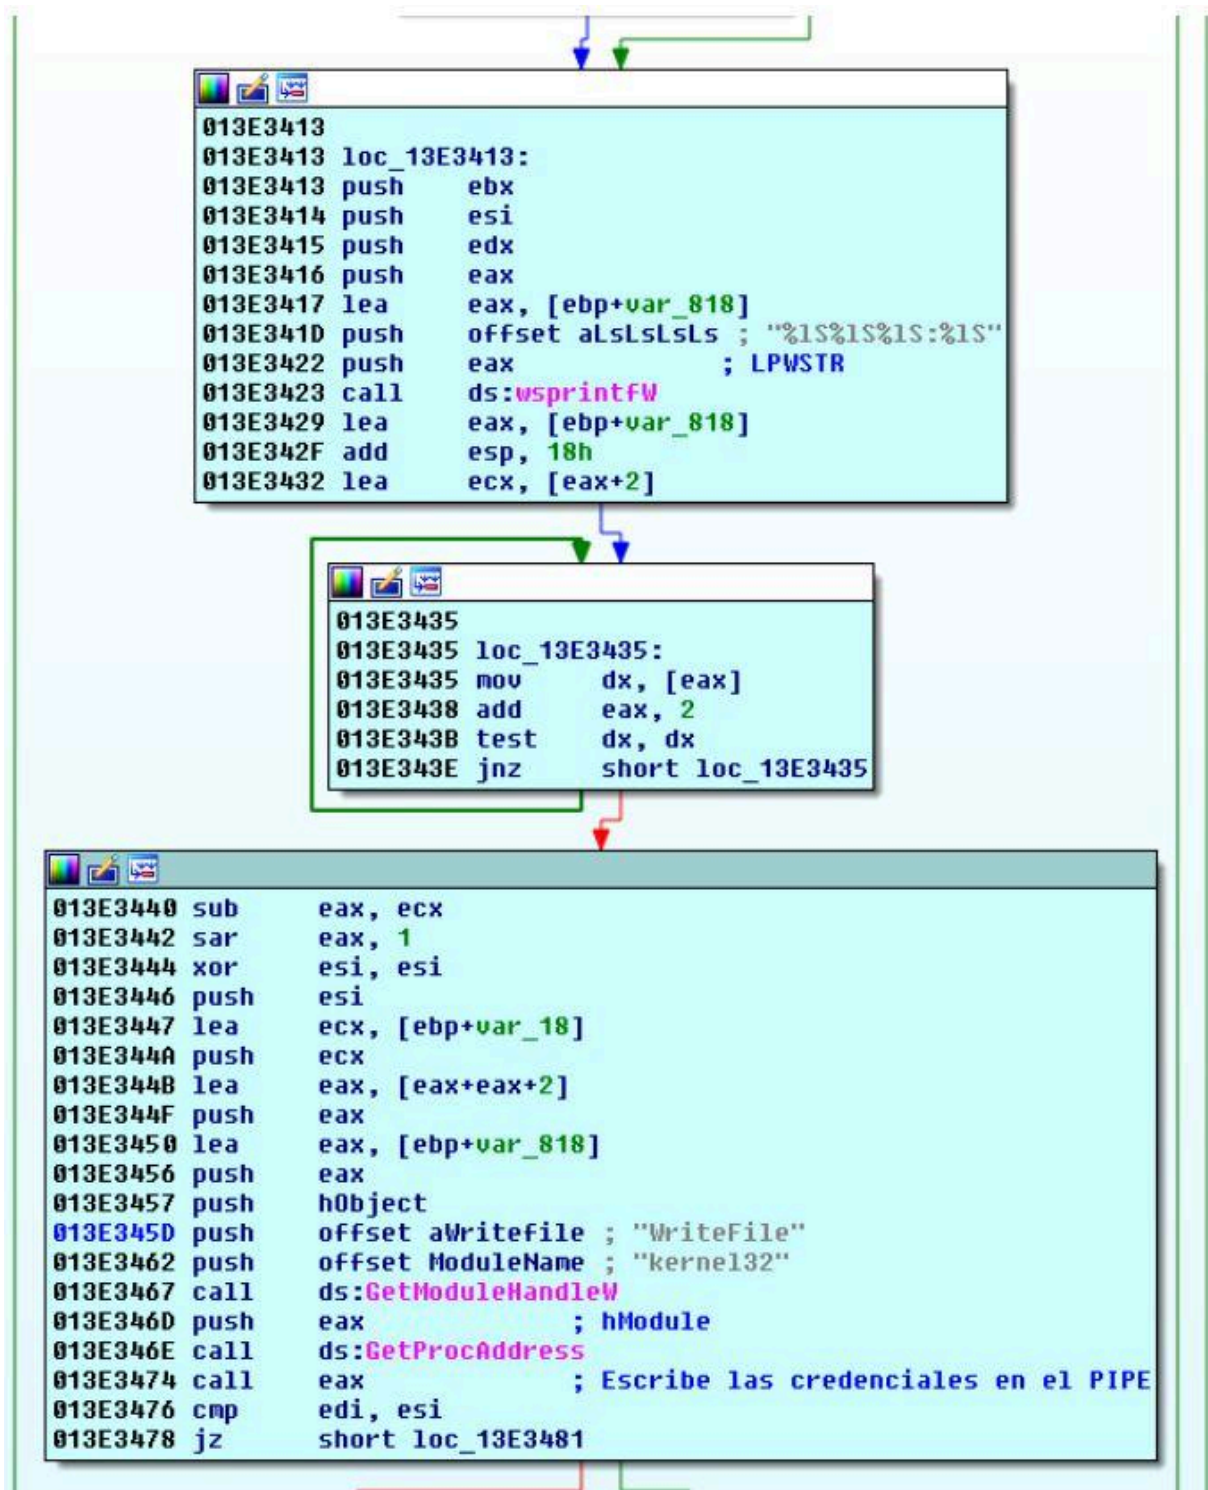 013E3413
013E3413 loc_13E3413:
013E3413 push ebx
013E3414 push esi
013E3415 push edx
013E3416 push eax
013E3417 lea eax, [ebp+var_818]
013E341D push offset aLsLsLsLs ; "%lS%lS%lS:%lS"
013E3422 push eax ; LPWSTR
013E3423 call ds:wsprintfW
013E3429 lea eax, [ebp+var_818]
013E342F add esp, 18h
013E3432 lea ecx, [eax+2]
013E3435
013E3435 loc_13E3435:
013E3435 mov dx, [eax]
013E3438 add eax, 2
013E343B test dx, dx
013E343E jnz short loc_13E3435
013E3440 sub eax, ecx
013E3442 sar eax, 1
013E3444 xor esi, esi
013E3446 push esi
013E3447 lea ecx, [ebp+var_18]
013E344A push ecx
013E344B lea eax, [eax+eax+2]
013E344F push eax
013E3450 lea eax, [ebp+var_818]
013E3456 push eax
013E3457 push hObject
013E345D push offset aWritefile ; "WriteFile"
013E3462 push offset ModuleName ; "kernel32"
013E3467 call ds:GetModuleHandleW
013E346D push eax ; hModule
013E346E call ds:GetProcAddress
013E3474 call eax ; Escribe las credenciales en el PIPE
013E3476 cmp edi, esi
013E3478 jz short loc_13E3481